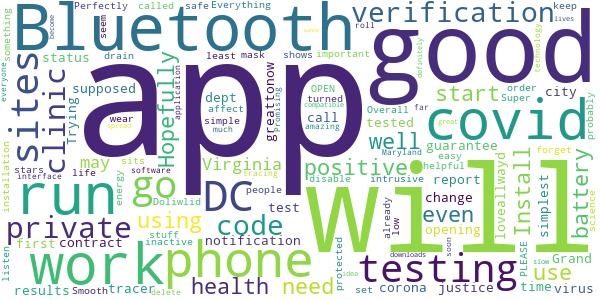 Perfectly called safe
Everything seem
something
Bluetooth
verification keep
lives
become
drain least mask shows important roll
everyone
sites clinic
status
supposed
Trying
wear
spread
application
Hopefully
app
dept OPEN turned
affect compatible
Promising
simple
much amazing
greattonow
good
definitely
technology
start order city
Super
Overall far
tested
call
well guarantee
probably
covid
stars
interface
may
sits
life
energy
Virginia
tracing
positive easy forget
helpful
Maryland great
disable intrusive
loveallwayd
Install
simplest
battery
science
run go DC
Doliwlid software
people
test
will
report
change
even opening
private using code
already
low
installation
first contract
stuff
inactive notification
protected
PLEASE
use
Grand
time virus
listen
work phone testing
downloads
soon
slow
results Smooth tracer
delete
health need
idea
set corona justice